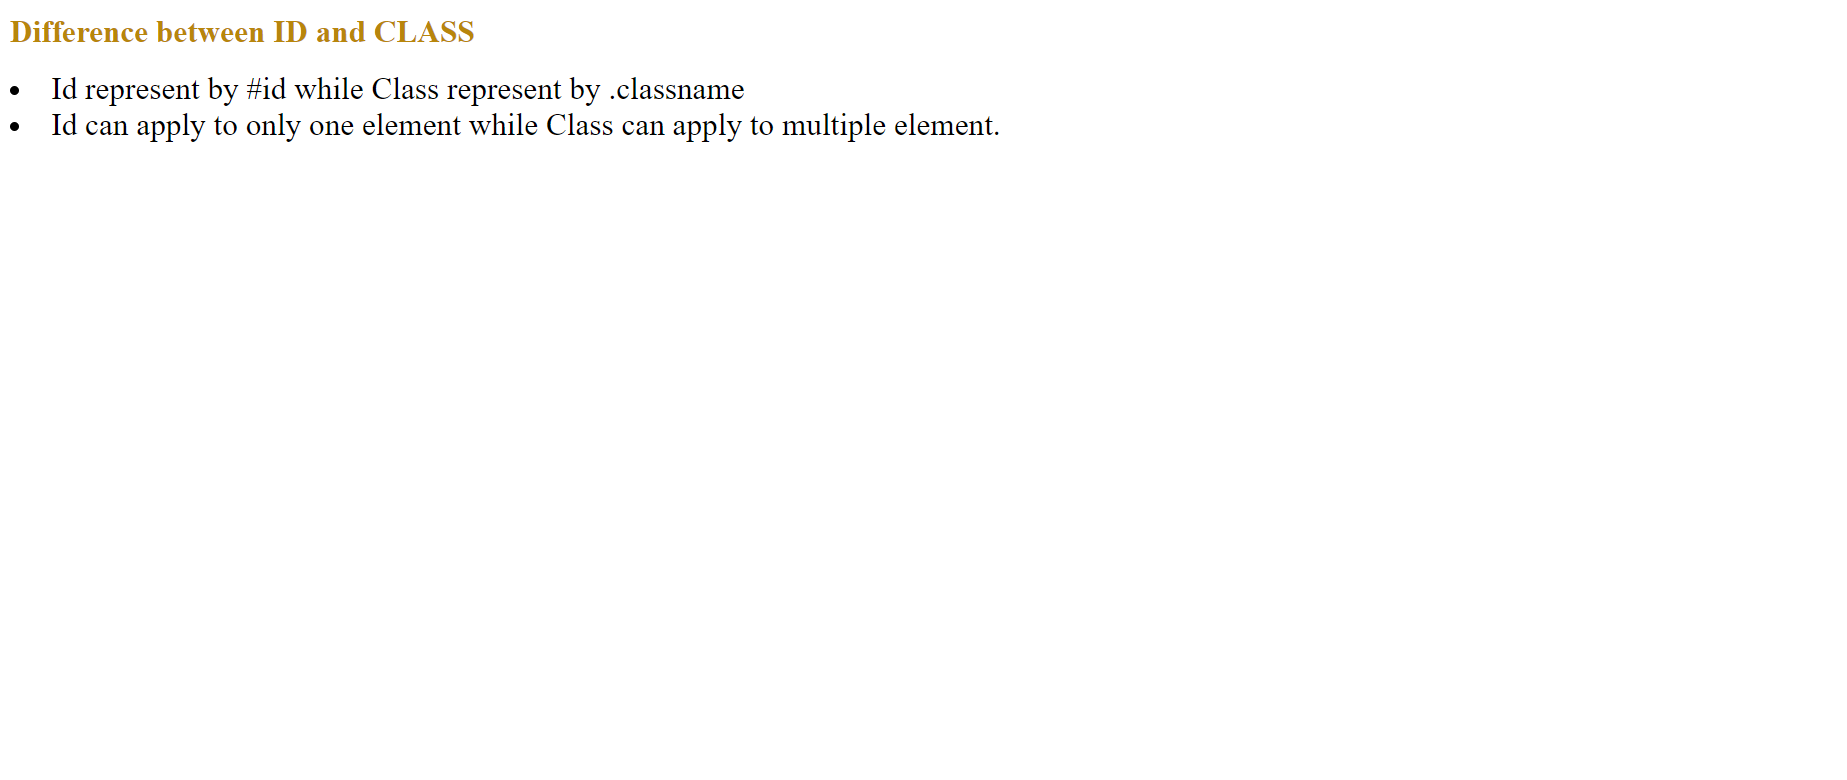 Difference between ID and CLASS
• Id represent by #id while Class represent by .classname
• Id can apply to only one element while Class can apply to multiple element.